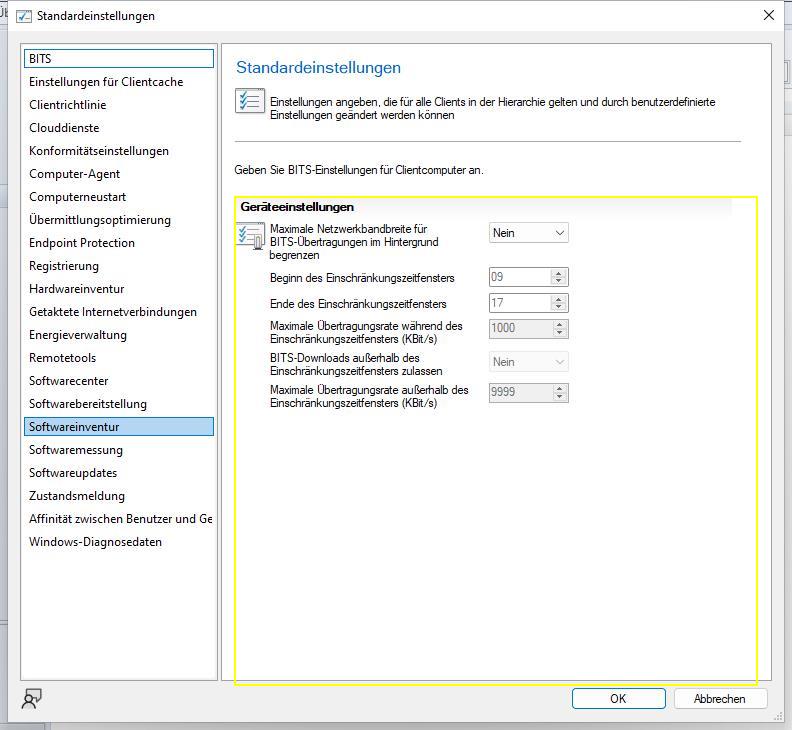 Standardeinstellungen
BITS
Einstellungen für Clientcache
Clientrichtlinie
Clouddienste
Konformitätseinstellungen
Computer-Agent
Computerneustart
Übermittlungsoptimierung
Endpoint Protection
Registrierung
Hardwareinventur
Getaktete Internetverbindungen
Energieverwaltung
Remotetools
Softwarecenter
Softwarebereitstellung
Softwareinventur
Softwaremessung
Softwareupdates
Zustandsmeldung
Affinität zwischen Benutzer und Ge
Windows-Diagnosedaten
Standardeinstellungen
Einstellungen angeben, die für alle Clients in der Hierarchie gelten und durch benutzerdefinierte
Einstellungen geändert werden können
Geben Sie BITS-Einstellungen für Clientcomputer an.
Geräteeinstellungen
Maximale Netzwerkbandbreite für
BITS-Übertragungen im Hintergrund
begrenzen
Nein
Beginn des Einschränkungszeitfensters
09
Ende des Einschränkungszeitfensters
17
Maximale Übertragungsrate während des
Einschränkungszeitfensters (KBit/s)
1000
BITS-Downloads außerhalb des
Einschränkungszeitfensters zulassen
Nein
Maximale Übertragungsrate außerhalb des
Einschränkungszeitfensters (KBit/s)
9999
OK
Abbrechen